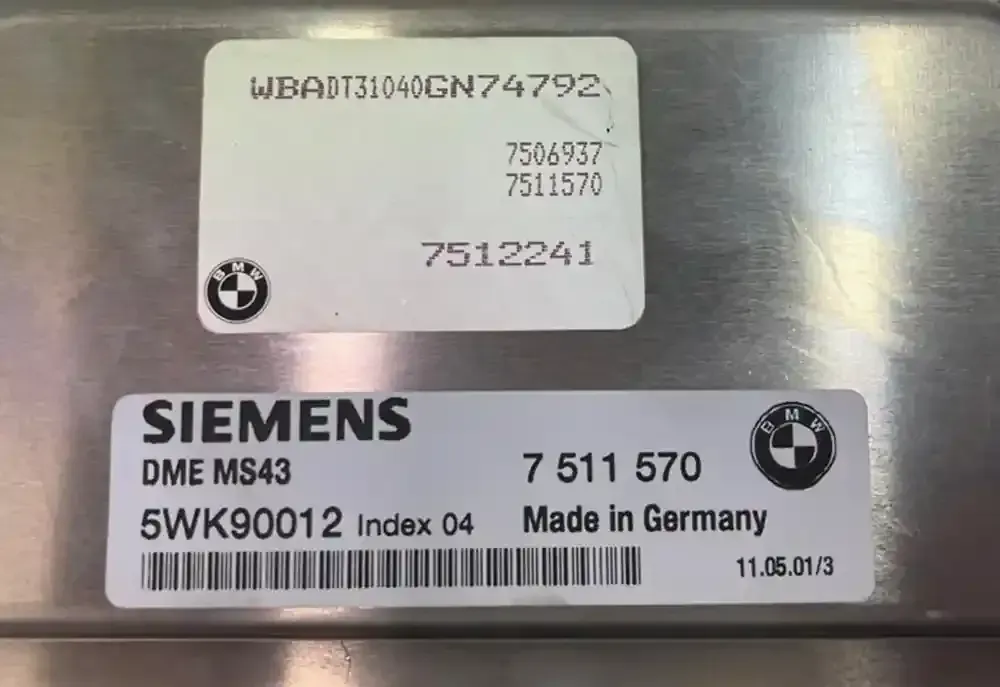 WBADT31040GN74792
7506937
7511570
7512241
BMW
SIEMENS
BMW
DME MS43
7 511 570
5WK90012 Index 04
Made in Germany
11.05.01/3